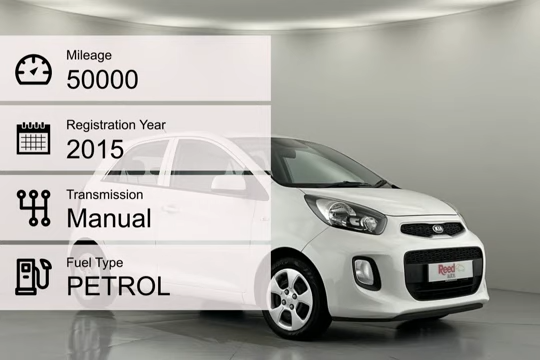 Mileage
50000
Registration Year
2015
Transmission
Manual
Fuel Type
PETROL
KIA
Reed